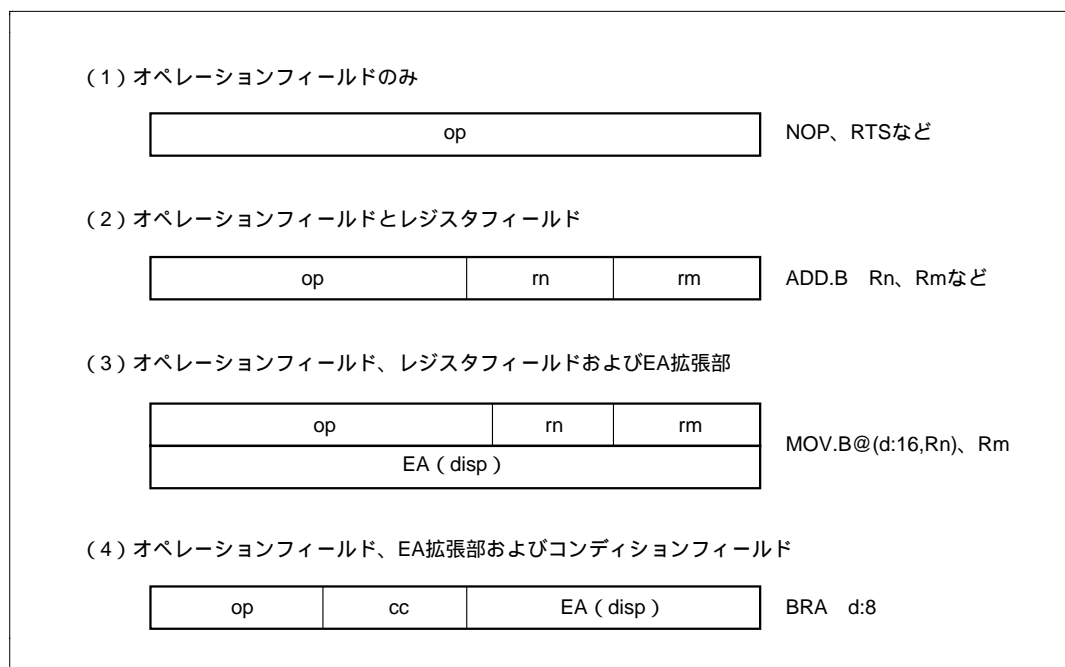 （1）オペレーションフィールドのみ
op
NOP、RTSなど
（2）オペレーションフィールドとレジスタフィールド
op rn rm
ADD.B Rn、Rmなど
（3）オペレーションフィールド、レジスタフィールドおよびEA拡張部
op rn rm
EA（disp）
MOV.B@(d:16,Rn)、Rm
（4）オペレーションフィールド、EA拡張部およびコンディションフィールド
op cc EA（disp）
BRA d:8